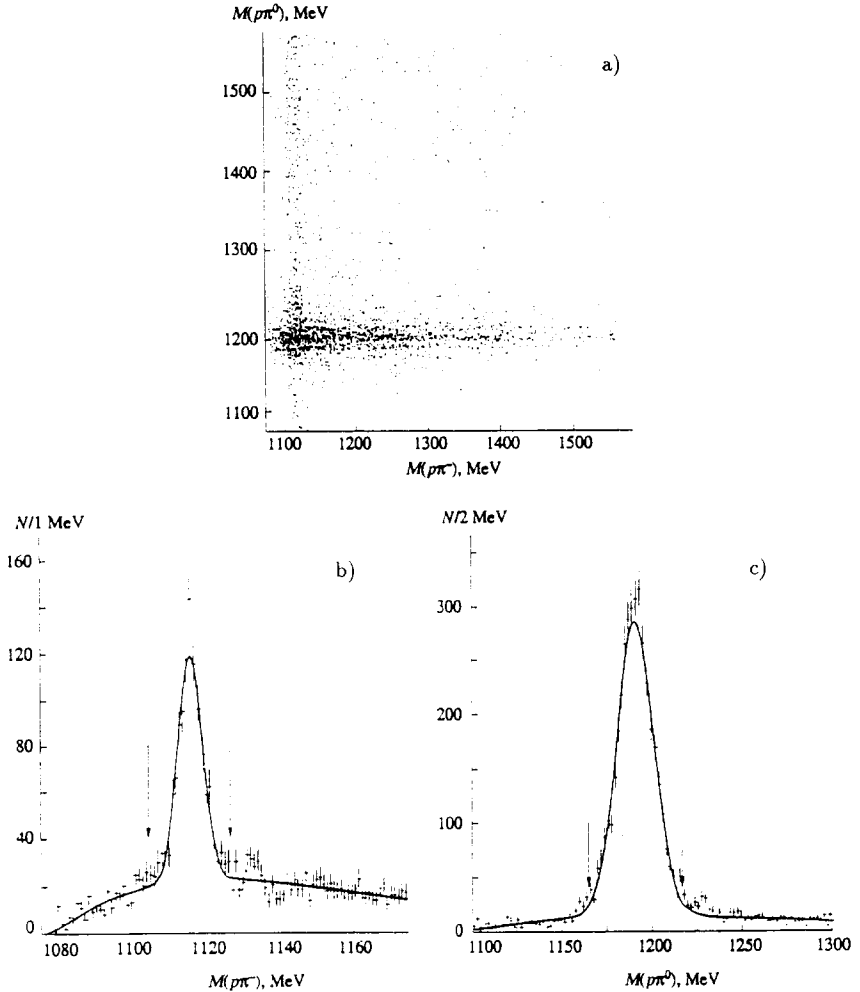 M(pπ⁰), MeV
a)
1500
1400
1300
1200
1100
1100 1200 1300 1400 1500
M(pπ⁻), MeV
N/1 MeV
b)
160
120
80
40
0
1080 1100 1120 1140 1160
M(pπ⁻), MeV
N/2 MeV
c)
300
200
100
0
1100 1150 1200 1250 1300
M(pπ⁰), MeV